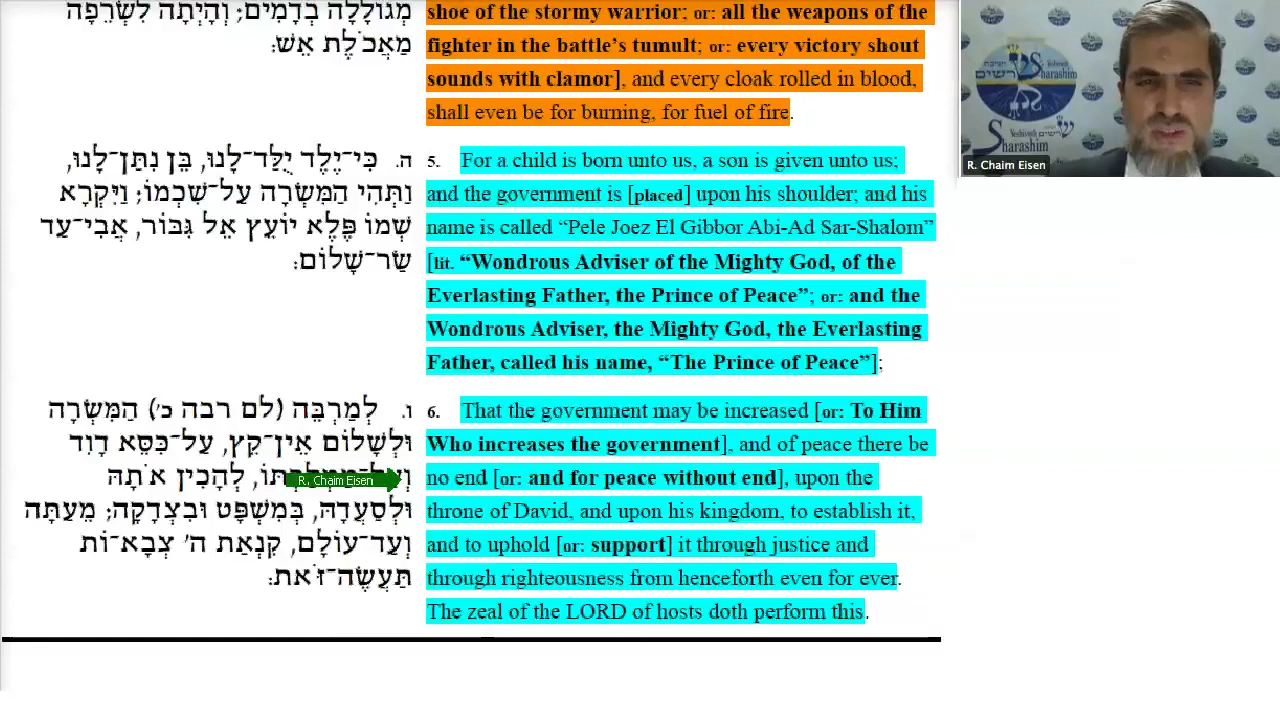 מְגוֹלָלָה בְדָמִים; וְהָיְתָה לִשְׂרֵפָה
מַאֲכֹלֶת אֵשׁ:
shoe of the stormy warrior; or: all the weapons of the
fighter in the battle’s tumult; or: every victory shout
sounds with clamor], and every cloak rolled in blood,
shall even be for burning, for fuel of fire.
ה. כִּי־יֶלֶד יֻלַּד־לָנוּ, בֵּן נִתַּן־לָנוּ,
וַתְּהִי הַמִּשְׂרָה עַל־שִׁכְמוֹ; וַיִּקְרָא
שְׁמוֹ פֶּלֶא יוֹעֵץ אֵל גִּבּוֹר, אֲבִי־עַד
שַׂר־שָׁלוֹם:
5. For a child is born unto us, a son is given unto us;
and the government is [placed] upon his shoulder; and his
name is called “Pele Joez El Gibbor Abi-Ad Sar-Shalom”
[lit. “Wondrous Adviser of the Mighty God, of the
Everlasting Father, the Prince of Peace”; or: and the
Wondrous Adviser, the Mighty God, the Everlasting
Father, called his name, “The Prince of Peace”];
ו. לְמַרְבֵּה (לם רבה כ׳) הַמִּשְׂרָה
וּלְשָׁלוֹם אֵין־קֵץ, עַל־כִּסֵּא דָוִד
לְהָכִין אֹתָהּ
וּלְסַעֲדָהּ, בְּמִשְׁפָּט וּבִצְדָקָה; מֵעַתָּה
וְעַד־עוֹלָם, קִנְאַת ה׳ צְבָא־וֹת
תַּעֲשֶׂה־זֹּאת:
R. Chaim Eisen
6. That the government may be increased [or: To Him
Who increases the government], and of peace there be
no end [or: and for peace without end], upon the
throne of David, and upon his kingdom, to establish it,
and to uphold [or: support] it through justice and
through righteousness from henceforth even for ever.
The zeal of the LORD of hosts doth perform this.
R. Chaim Eisen